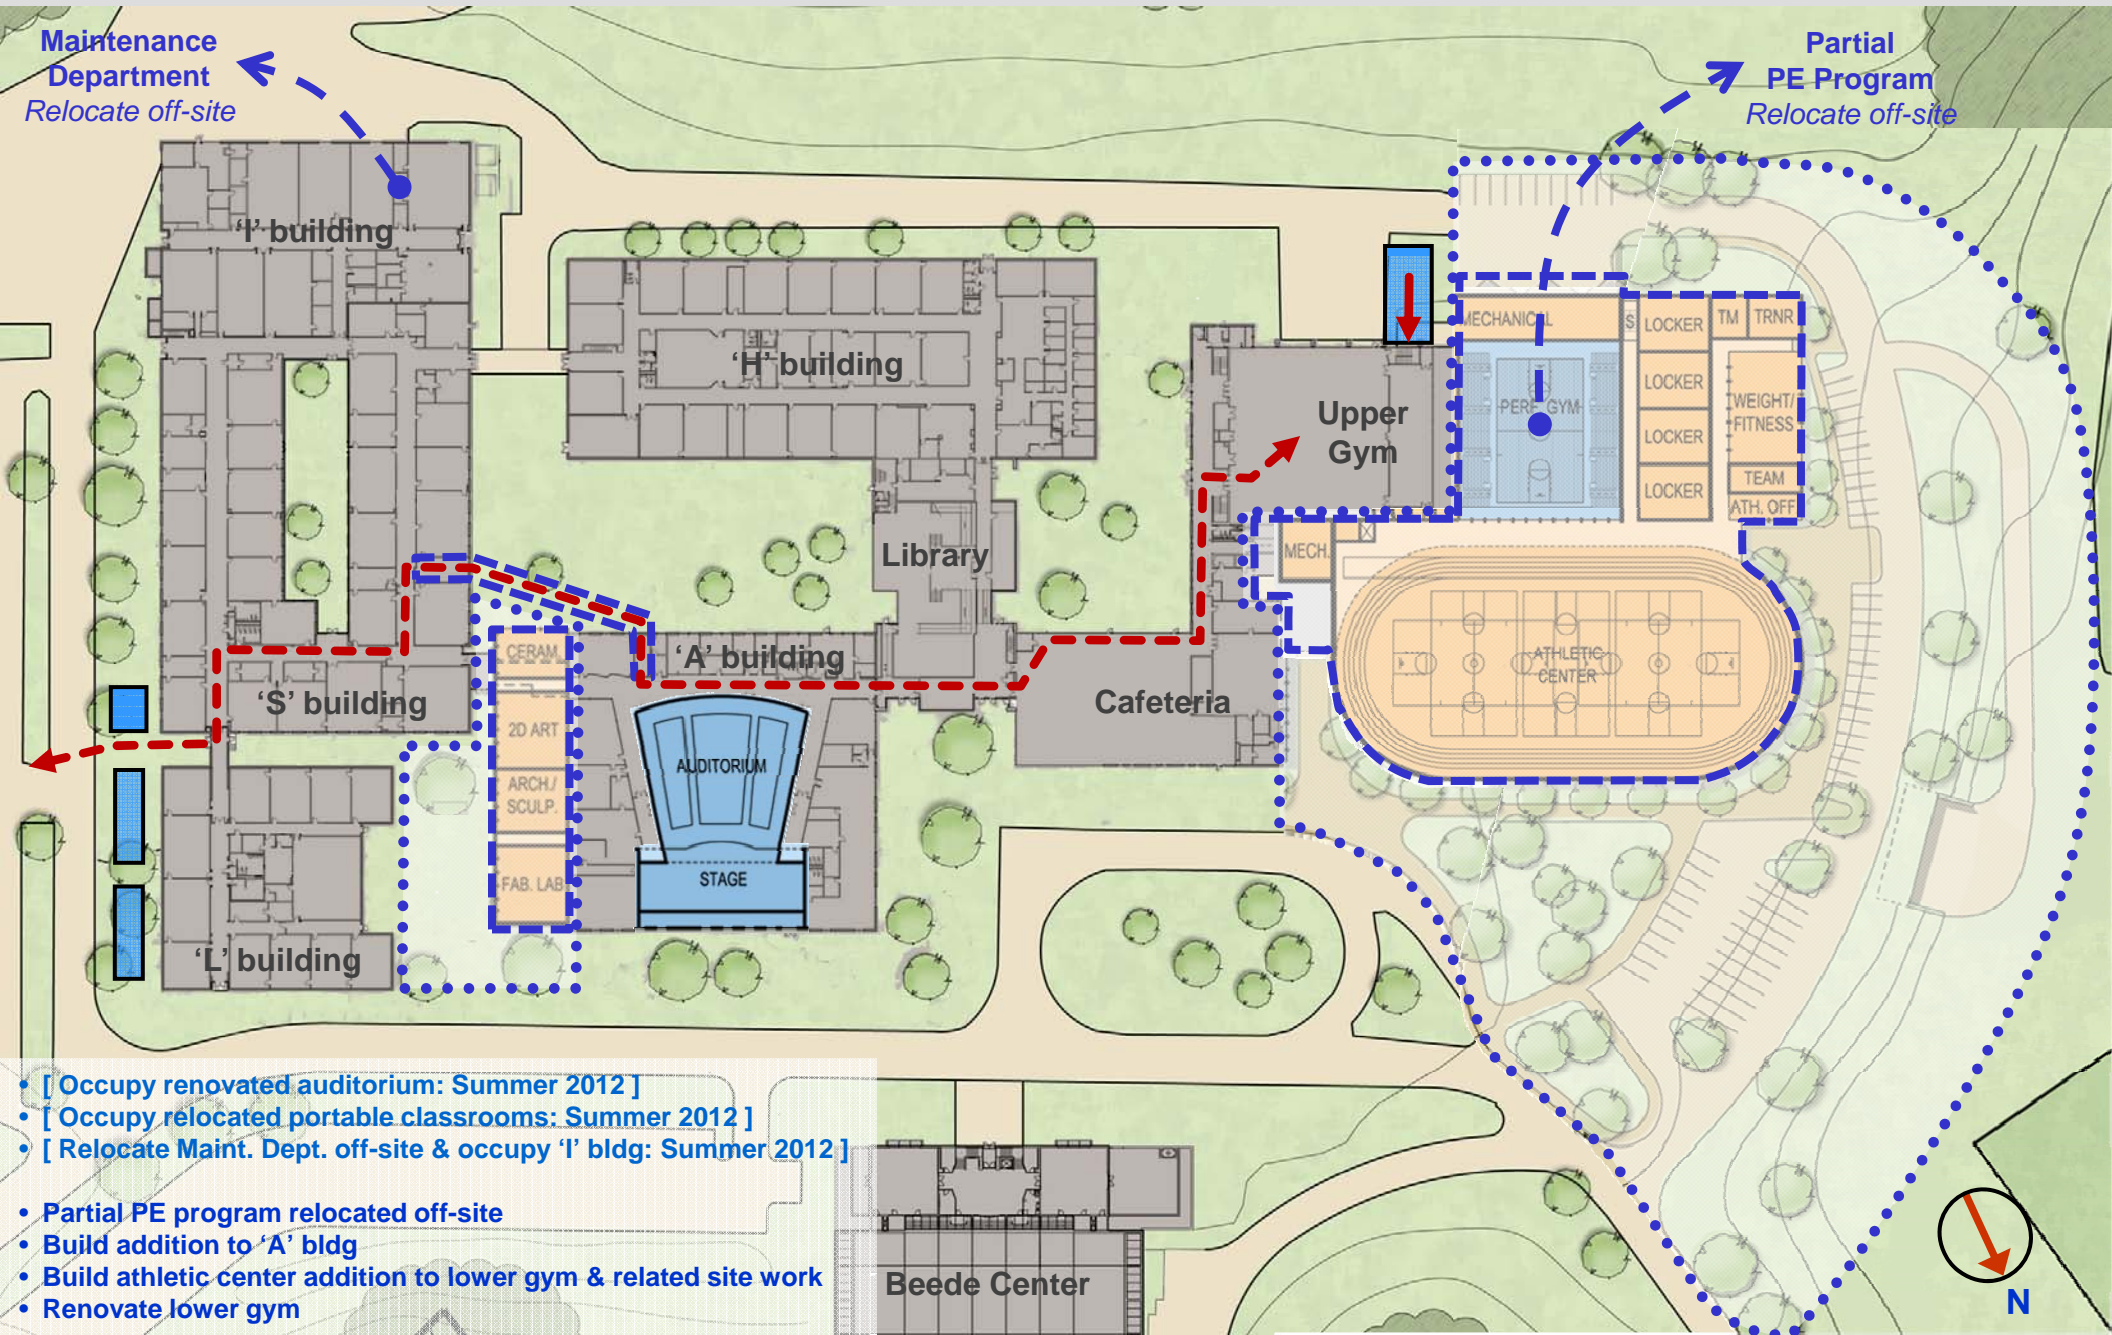 Maintenance
Department
Relocate off-site
Partial
PE Program
Relocate off-site
‘I’ building
‘H’ building
Upper
Gym
MECHANICAL
S
LOCKER
TM
TRNR
LOCKER
PERF. GYM
WEIGHT/
FITNESS
LOCKER
LOCKER
TEAM
ATH. OFF
MECH.
Library
CERAM.
‘A’ building
ATHLETIC
CENTER
‘S’ building
Cafeteria
2D ART
AUDITORIUM
ARCH./
SCULP.
STAGE
FAB. LAB
‘L’ building
• [ Occupy renovated auditorium: Summer 2012 ]
• [ Occupy relocated portable classrooms: Summer 2012 ]
• [ Relocate Maint. Dept. off-site & occupy ‘I’ bldg: Summer 2012 ]
• Partial PE program relocated off-site
• Build addition to ‘A’ bldg
• Build athletic center addition to lower gym & related site work
• Renovate lower gym
Beede Center
N